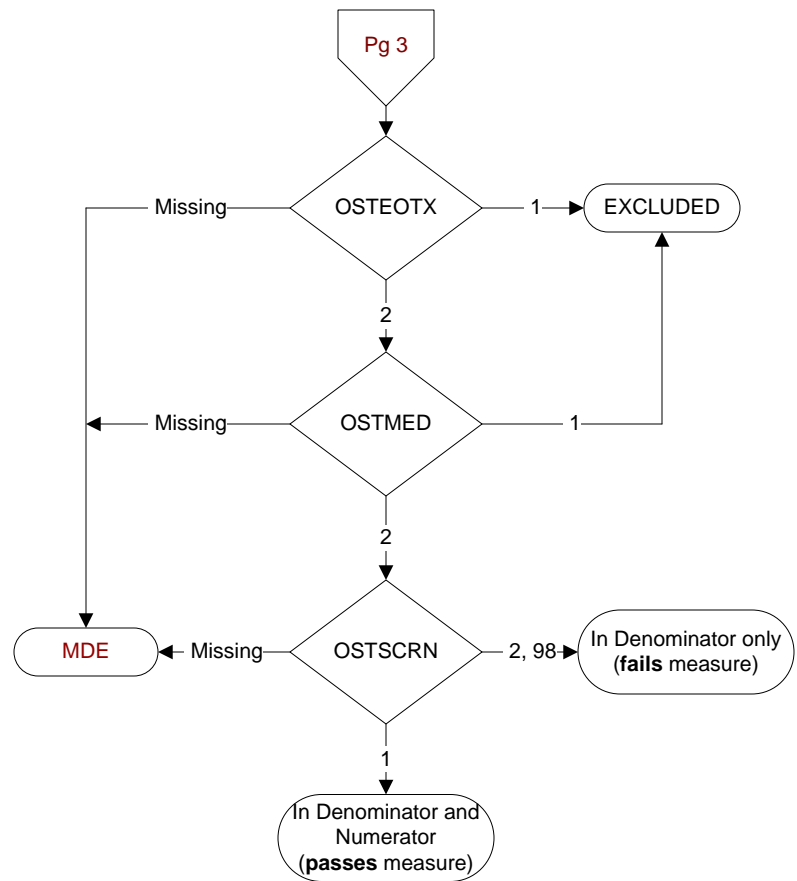 Pg 3
Missing
OSTEOTX
1
EXCLUDED
2
Missing
OSTMED
1
2
MDE
Missing
OSTSCRN
2, 98
In Denominator only
(fails measure)
1
In Denominator and
Numerator
(passes measure)